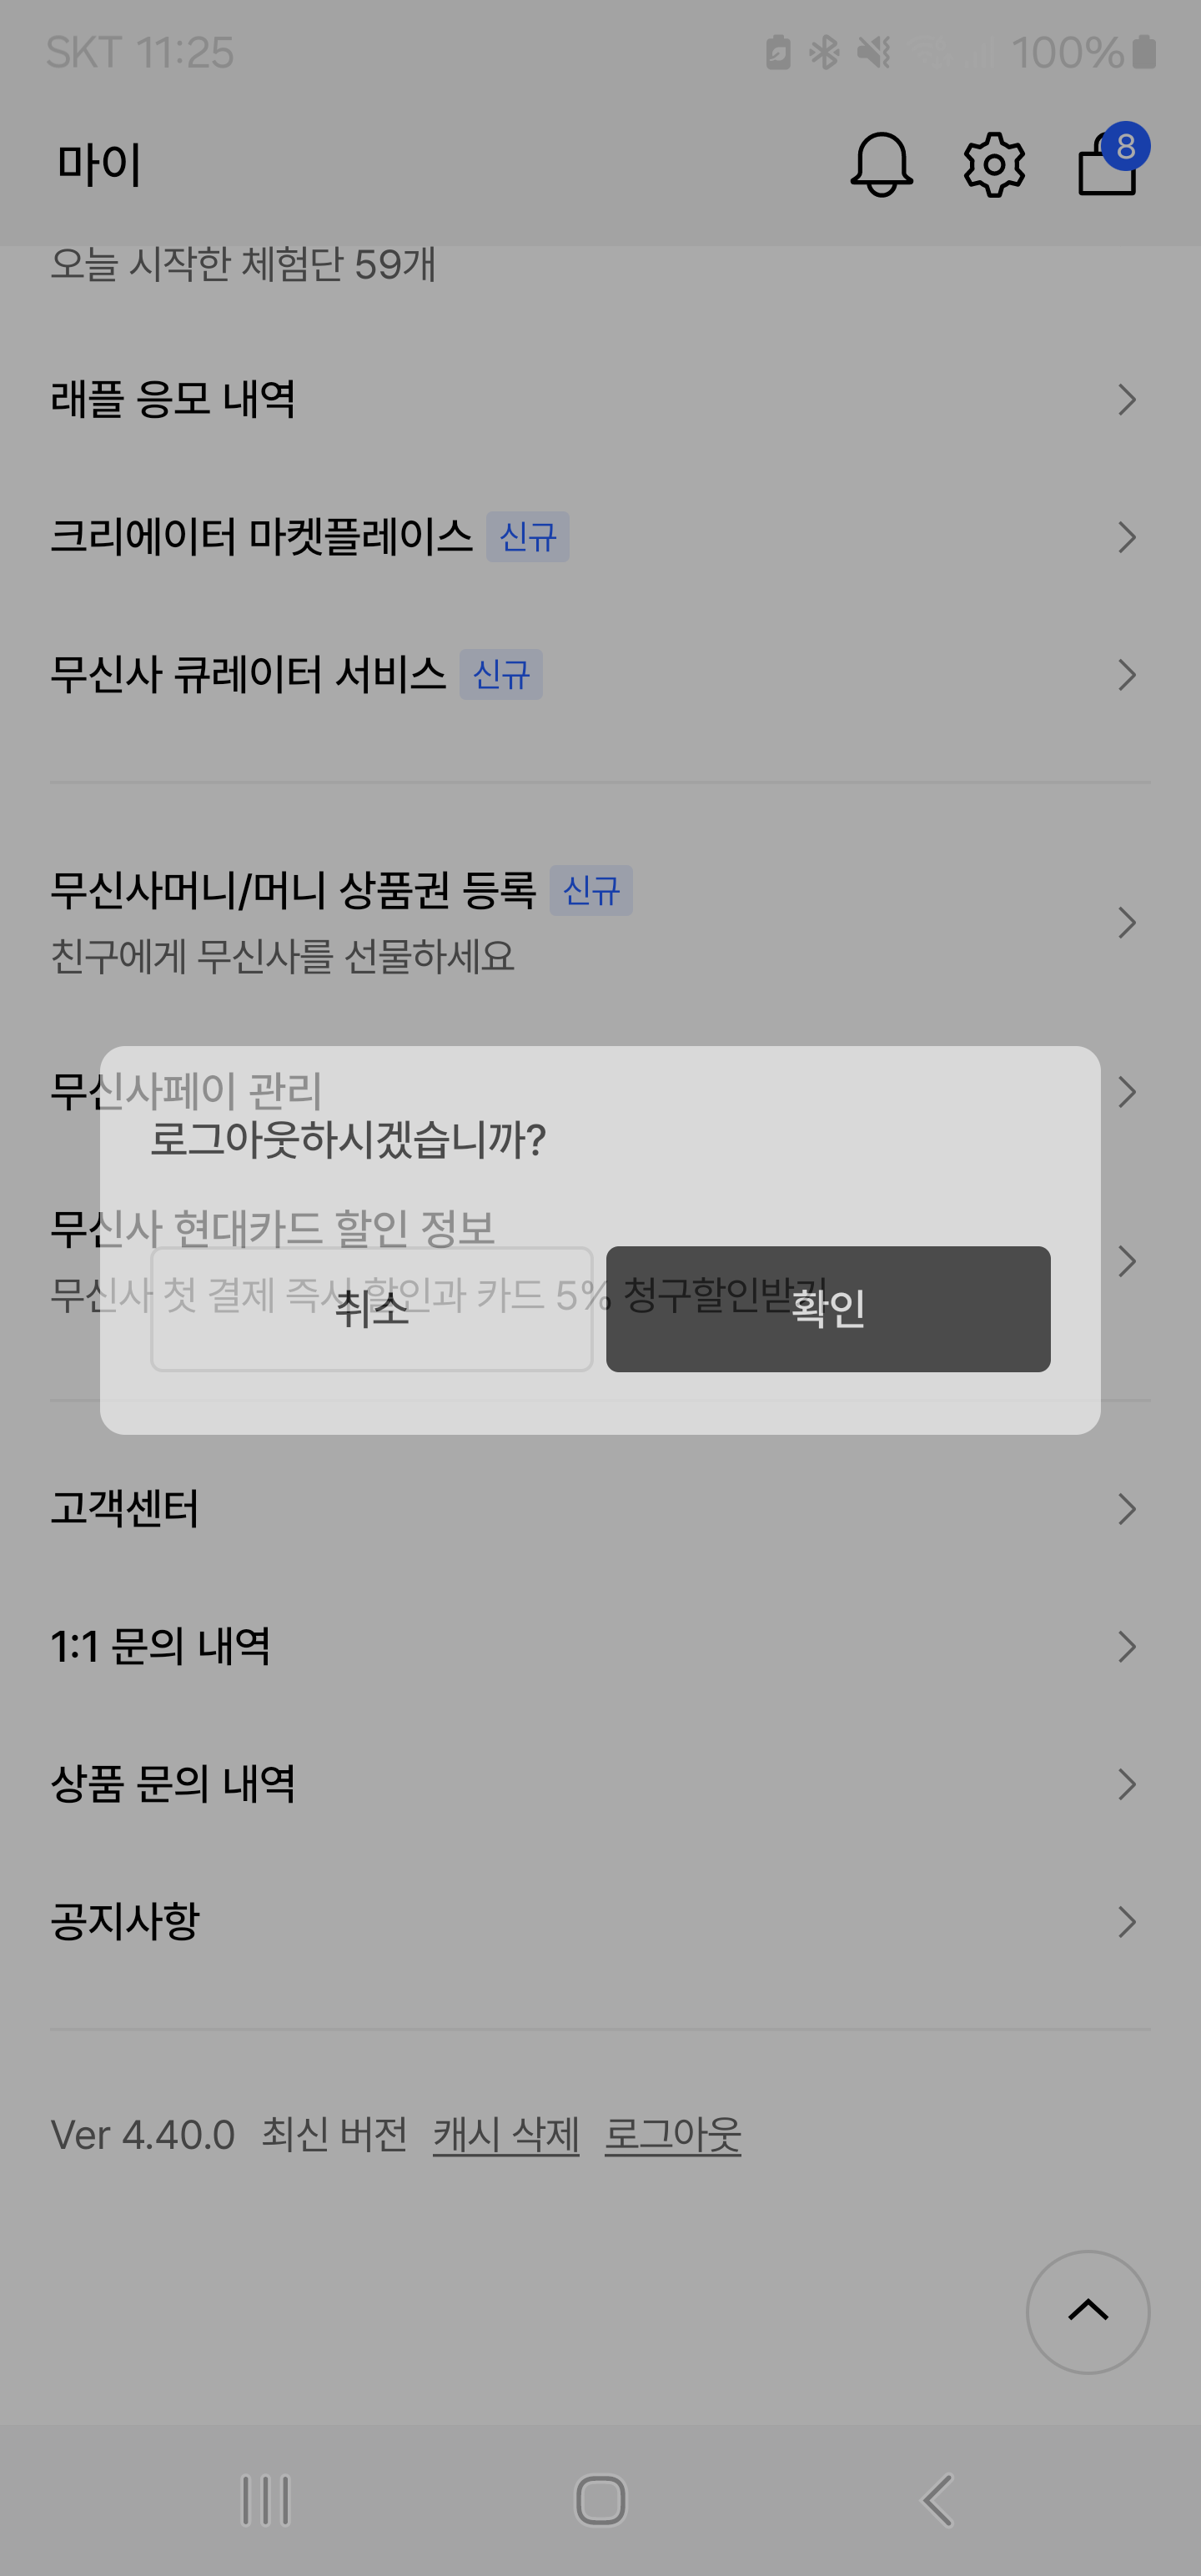 SKT 11:25
100%
마이
8
오늘 시작한 체험단 59개
래플 응모 내역
크리에이터 마켓플레이스 신규
무신사 큐레이터 서비스 신규
무신사머니/머니 상품권 등록 신규
친구에게 무신사를 선물하세요
무신사페이 관리
로그아웃하시겠습니까?
무신사 현대카드 할인 정보
무신사 첫 결제 즉시 할인과 카드 5% 청구할인받기
취소 확인
고객센터
1:1 문의 내역
상품 문의 내역
공지사항
Ver 4.40.0 최신 버전 캐시 삭제 로그아웃